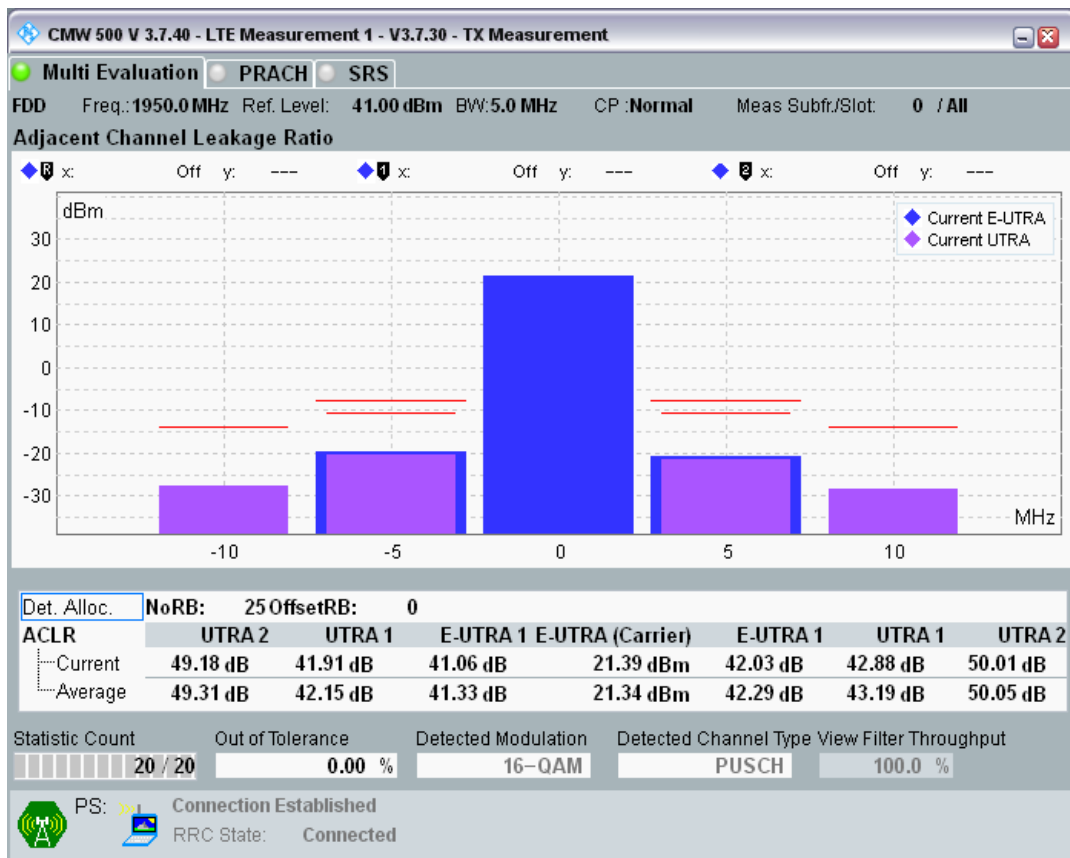 CMW 500 V 3.7.40 - LTE Measurement 1 - V3.7.30 - TX Measurement
Multi Evaluation PRACH SRS
FDD Freq.: 1950.0 MHz Ref. Level: 41.00 dBm BW: 5.0 MHz CP : Normal Meas Subfr./Slot: 0 / All
Adjacent Channel Leakage Ratio
R x: Off y: --- 1 x: Off y: --- 2 x: Off y: ---
dBm
Current E-UTRA
Current UTRA
30
20
10
0
-10
-20
-30
MHz
-10 -5 0 5 10
Det. Alloc. NoRB: 25 OffsetRB: 0
ACLR UTRA 2 UTRA 1 E-UTRA 1 E-UTRA (Carrier) E-UTRA 1 UTRA 1 UTRA 2
Current 49.18 dB 41.91 dB 41.06 dB 21.39 dBm 42.03 dB 42.88 dB 50.01 dB
Average 49.31 dB 42.15 dB 41.33 dB 21.34 dBm 42.29 dB 43.19 dB 50.05 dB
Statistic Count Out of Tolerance Detected Modulation Detected Channel Type View Filter Throughput
20 / 20 0.00 % 16-QAM PUSCH 100.0 %
PS: Connection Established
RRC State: Connected